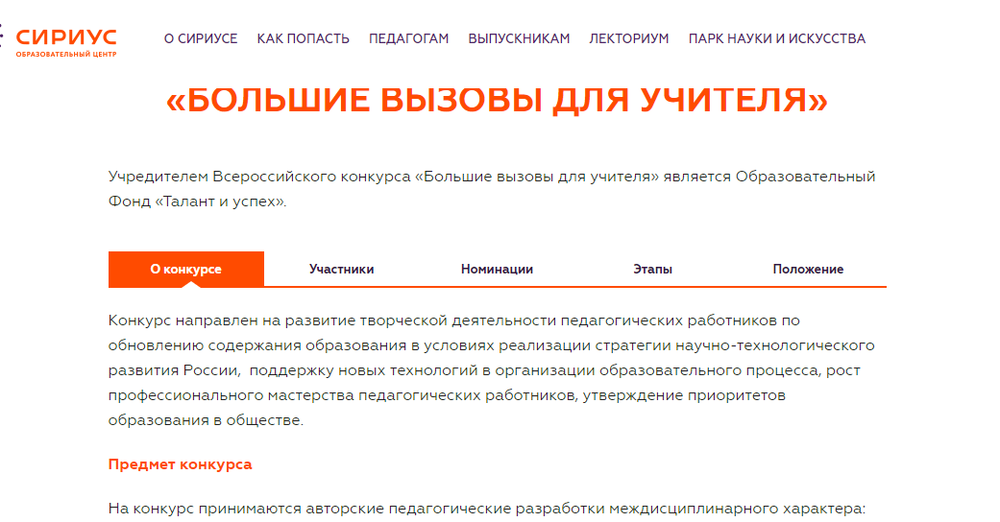 СИРИУС
ОБРАЗОВАТЕЛЬНЫЙ ЦЕНТР
О СИРИУСЕ КАК ПОПАСТЬ ПЕДАГОГАМ ВЫПУСКНИКАМ ЛЕКТОРИУМ ПАРК НАУКИ И ИСКУССТВА
«БОЛЬШИЕ ВЫЗОВЫ ДЛЯ УЧИТЕЛЯ»
Учредителем Всероссийского конкурса «Большие вызовы для учителя» является Образовательный
Фонд «Талант и успех».
О конкурсе Участники Номинации Этапы Положение
Конкурс направлен на развитие творческой деятельности педагогических работников по
обновлению содержания образования в условиях реализации стратегии научно-технологического
развития России, поддержку новых технологий в организации образовательного процесса, рост
профессионального мастерства педагогических работников, утверждение приоритетов
образования в обществе.
Предмет конкурса
На конкурс принимаются авторские педагогические разработки междисциплинарного характера: